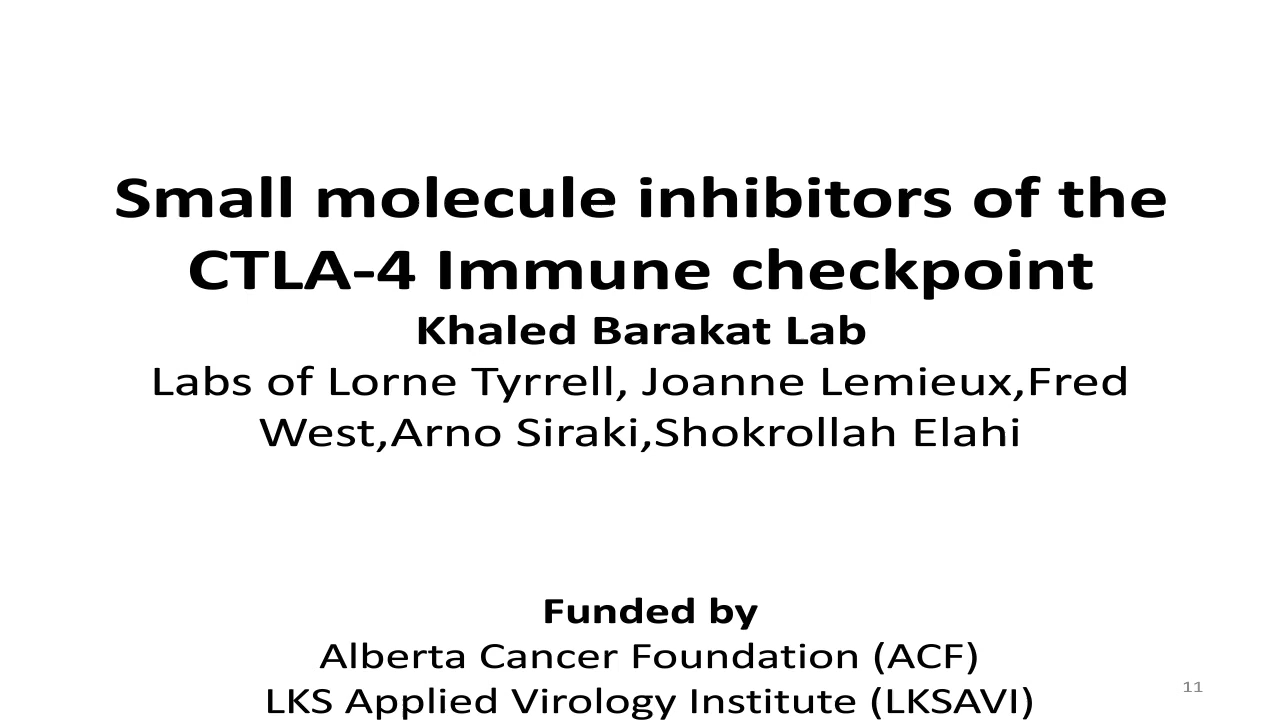 Small molecule inhibitors of the
CTLA-4 Immune checkpoint
Khaled Barakat Lab
Labs of Lorne Tyrrell, Joanne Lemieux,Fred
West,Arno Siraki,Shokrollah Elahi
Funded by
Alberta Cancer Foundation (ACF)
LKS Applied Virology Institute (LKSAVI)
11